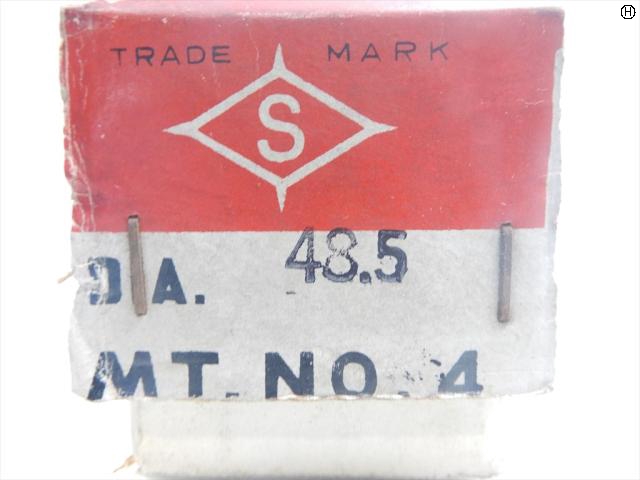 Ⓗ
TRADE MARK
S
DIA. 48.5
MT. NO. 4